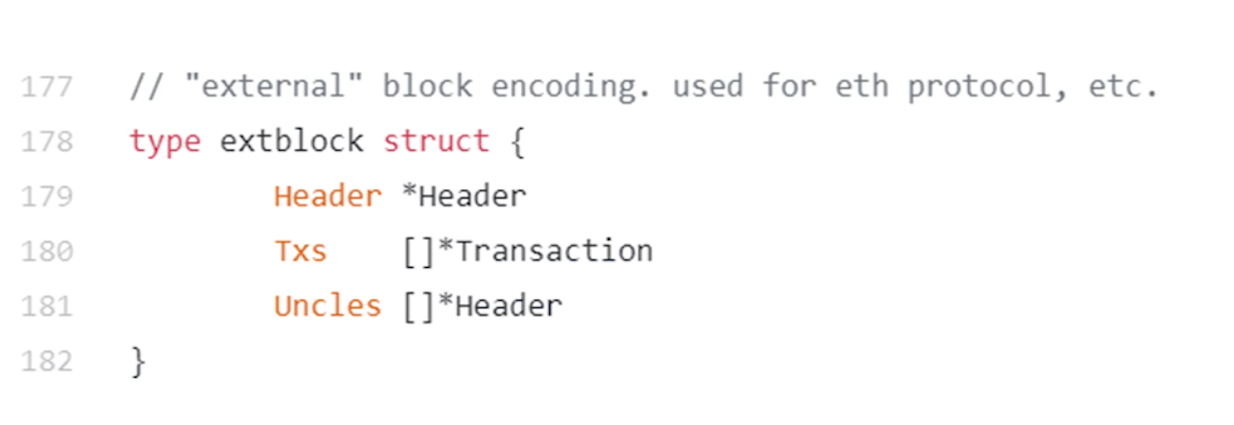 177 // "external" block encoding. used for eth protocol, etc.
178 type extblock struct {
179 Header *Header
180 Txs []*Transaction
181 Uncles []*Header
182 }